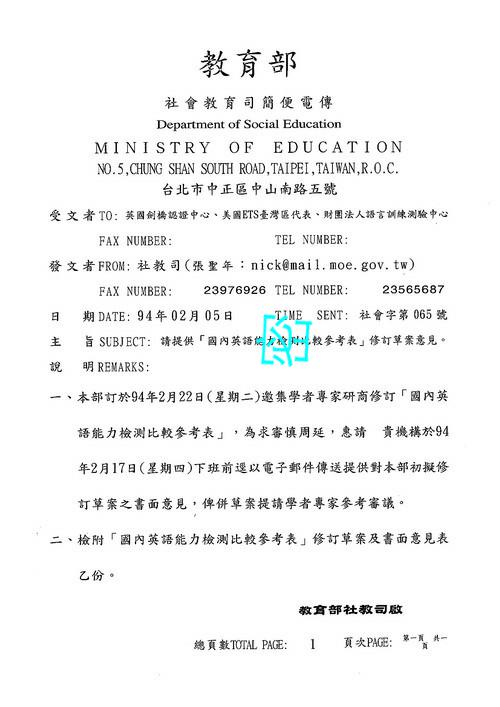 教育部
社會教育司簡便電傳
Department of Social Education
MINISTRY OF EDUCATION
NO.5,CHUNG SHAN SOUTH ROAD,TAIPEI,TAIWAN,R.O.C.
台北市中正區中山南路五號
受文者TO: 英國劍橋認證中心、美國ETS臺灣區代表、財團法人語言訓練測驗中心
FAX NUMBER: TEL NUMBER:
發文者FROM: 社教司(張聖年：nick@mail.moe.gov.tw)
FAX NUMBER: 23976926 TEL NUMBER: 23565687
日 期DATE: 94年02月05日 TIME SENT: 社會字第065號
主 旨SUBJECT: 請提供「國內英語能力檢測比較參考表」修訂草案意見。
說 明REMARKS:
一、本部訂於94年2月22日(星期二)邀集學者專家研商修訂「國內英
語能力檢測比較參考表」，為求審慎周延，惠請 貴機構於94
年2月17日(星期四)下班前逕以電子郵件傳送提供對本部初擬修
訂草案之書面意見，俾併草案提請學者專家參考審議。
二、檢附「國內英語能力檢測比較參考表」修訂草案及書面意見表
乙份。
教育部社教司啟
總頁數TOTAL PAGE: 1 頁次PAGE: 第一頁 共一頁